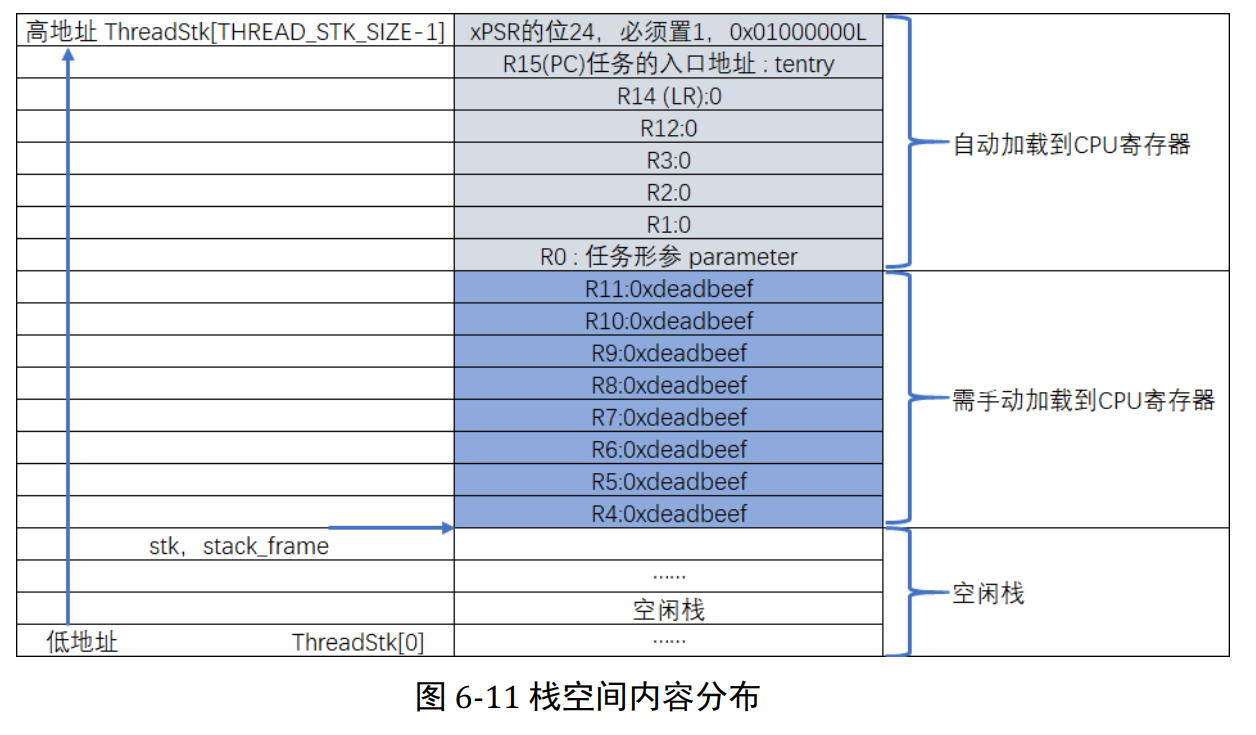 高地址 ThreadStk[THREAD_STK_SIZE-1]
xPSR的位24，必须置1，0x01000000L
R15(PC)任务的入口地址 : tentry
R14 (LR):0
R12:0
R3:0
R2:0
R1:0
R0 : 任务形参 parameter
自动加载到CPU寄存器
R11:0xdeadbeef
R10:0xdeadbeef
R9:0xdeadbeef
R8:0xdeadbeef
R7:0xdeadbeef
R6:0xdeadbeef
R5:0xdeadbeef
R4:0xdeadbeef
需手动加载到CPU寄存器
stk，stack_frame
……
空闲栈
低地址 ThreadStk[0]
……
空闲栈
图 6-11 栈空间内容分布